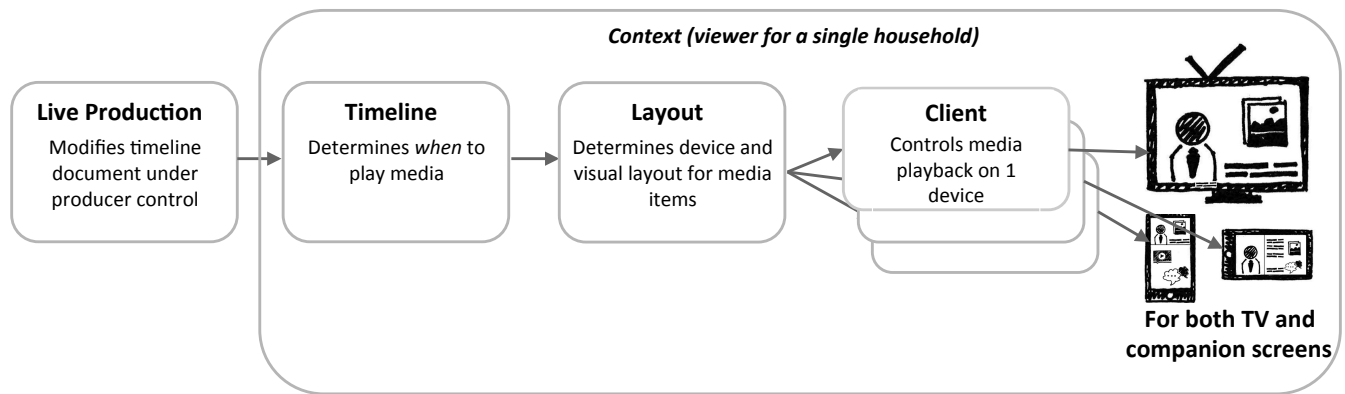 Context (viewer for a single household)
Live Production
Modifies timeline
document under
producer control
Timeline
Determines when to
play media
Layout
Determines device and
visual layout for media
items
Client
Controls media
playback on 1
device
For both TV and
companion screens